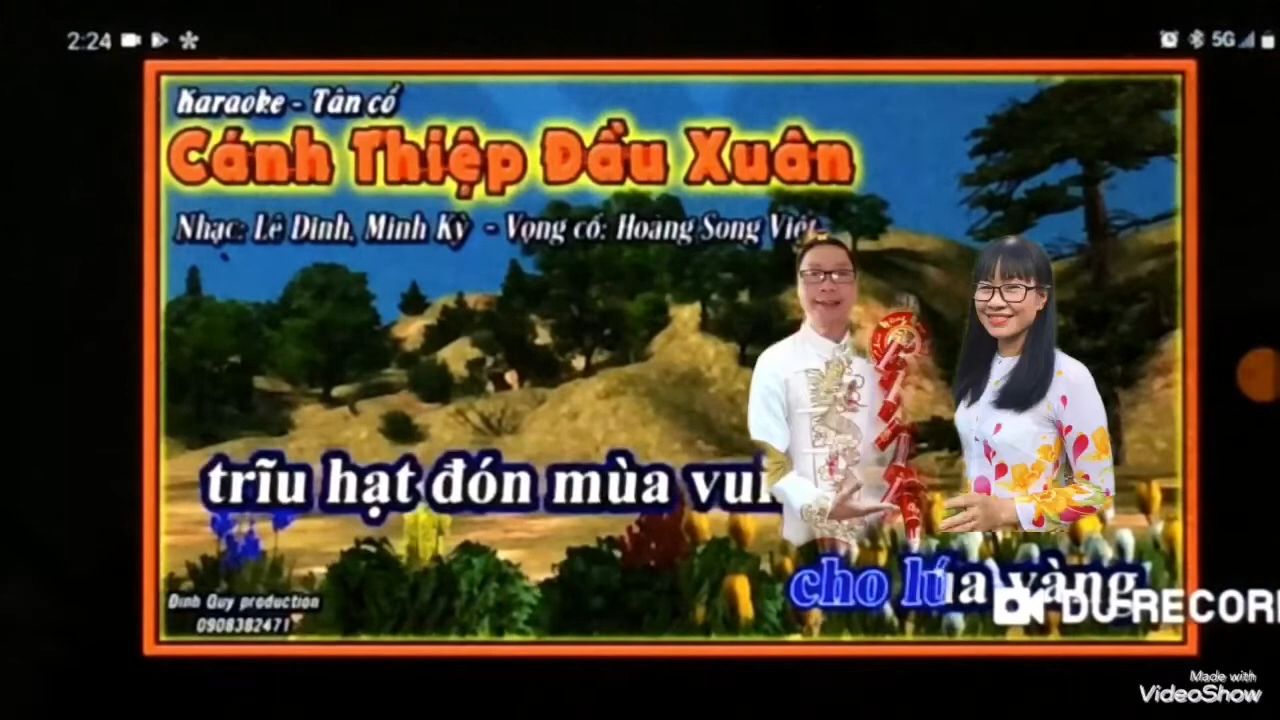 2:24
5G
Karaoke - Tân cổ
Cánh Thiệp Đầu Xuân
Nhạc: Lê Dinh, Minh Kỳ - Vọng cổ: Hoàng Song Việt
trĩu hạt đón mùa vui
cho lúa vàng
Dinh Quy production
0908382471
DU RECOR
Made with
VideoShow